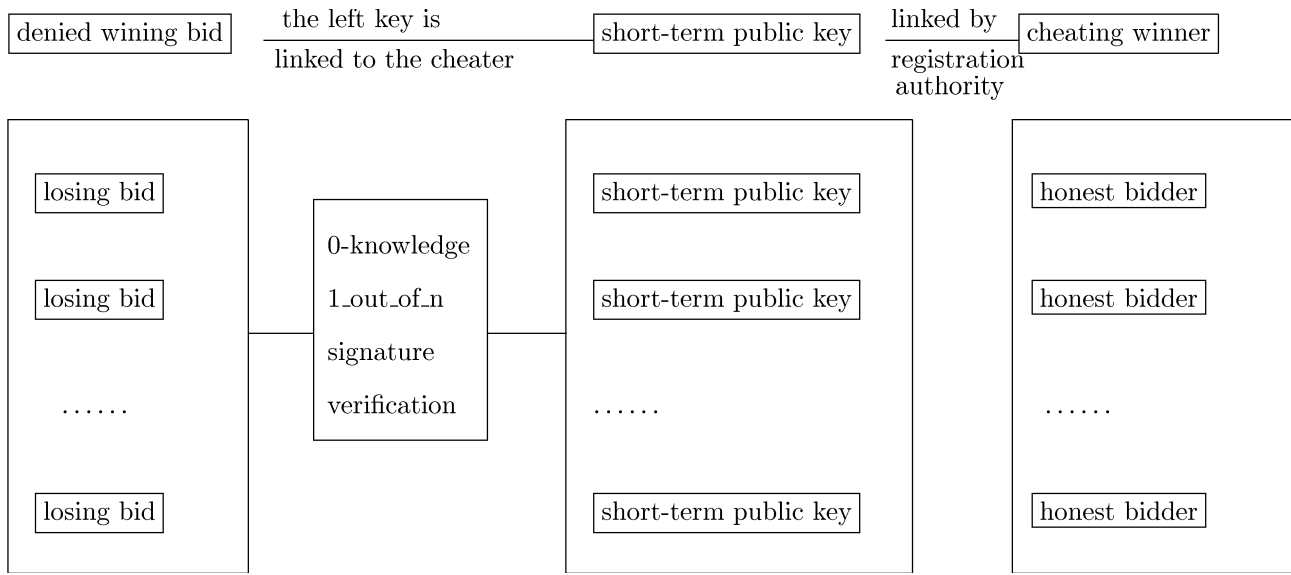 denied wining bid
the left key is
linked to the cheater
short-term public key
linked by
registration
authority
cheating winner
losing bid
short-term public key
honest bidder
0-knowledge
losing bid
1_out_of_n
short-term public key
honest bidder
signature
verification
......
......
......
losing bid
short-term public key
honest bidder